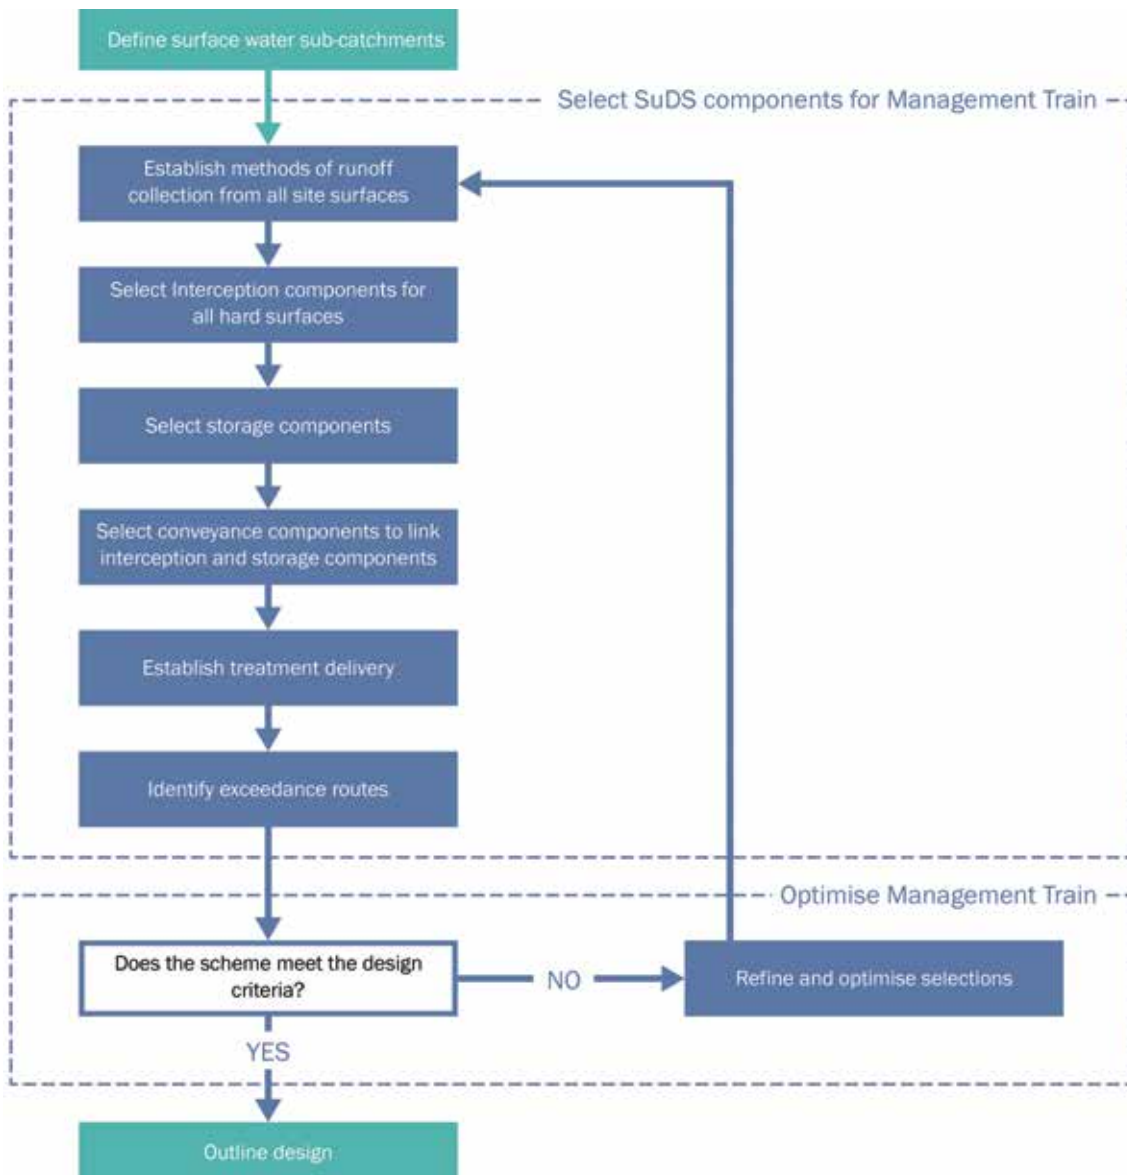 Define surface water sub-catchments
Select SuDS components for Management Train
Establish methods of runoff
collection from all site surfaces
Select Interception components for
all hard surfaces
Select storage components
Select conveyance components to link
interception and storage components
Establish treatment delivery
Identify exceedance routes
Optimise Management Train
Does the scheme meet the design
criteria?
NO
Refine and optimise selections
YES
Outline design